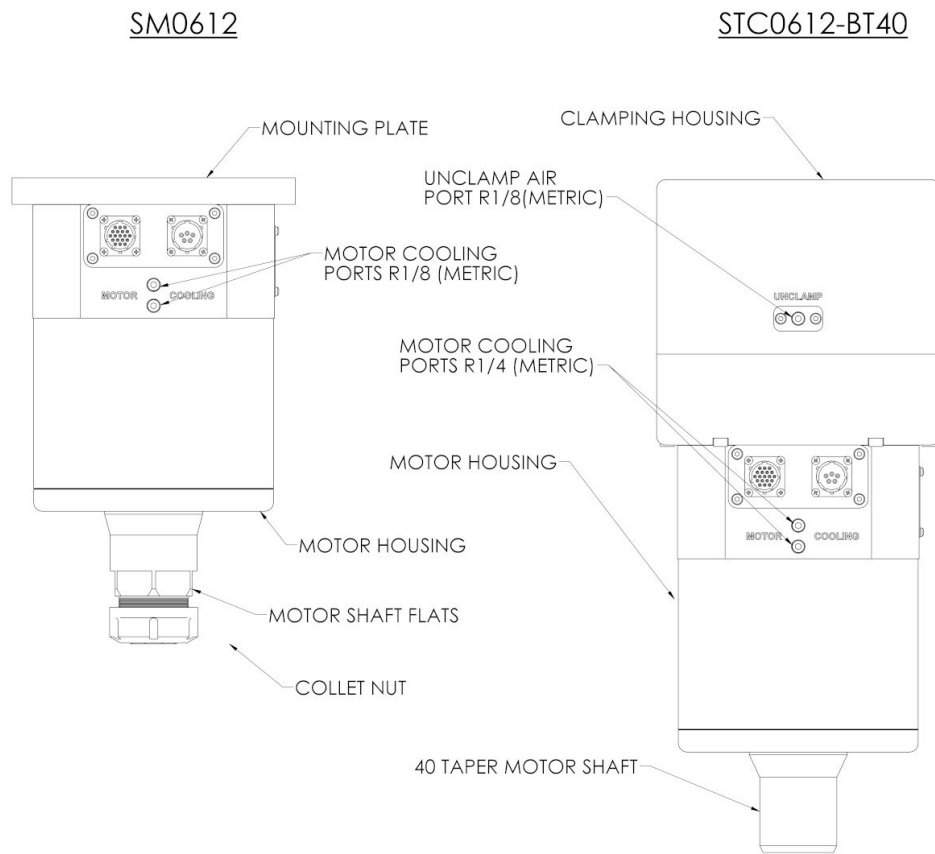 SM0612
STC0612-BT40
MOUNTING PLATE
CLAMPING HOUSING
UNCLAMP AIR
PORT R1/8(METRIC)
MOTOR COOLING
PORTS R1/8 (METRIC)
MOTOR COOLING
UNCLAMP
MOTOR COOLING
PORTS R1/4 (METRIC)
MOTOR HOUSING
MOTOR COOLING
MOTOR HOUSING
MOTOR SHAFT FLATS
COLLET NUT
40 TAPER MOTOR SHAFT